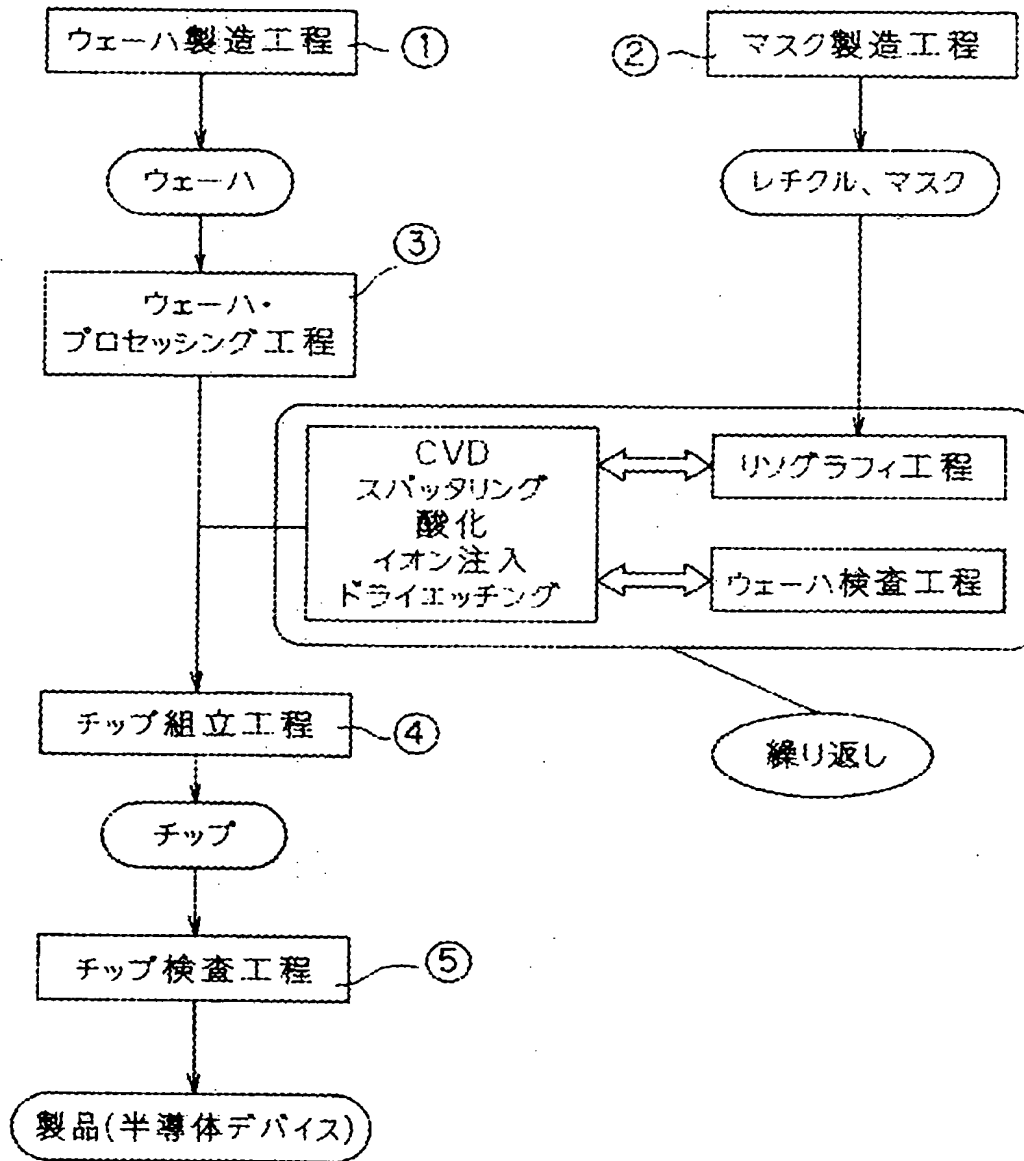 ウェーハ製造工程
①
②
マスク製造工程
ウェーハ
レチクル、マスク
③
ウェーハ・
プロセッシング工程
CVD
スパッタリング
酸化
イオン注入
ドライエッチング
リソグラフィ工程
ウェーハ検査工程
チップ組立工程
④
繰り返し
チップ
チップ検査工程
⑤
製品(半導体デバイス)